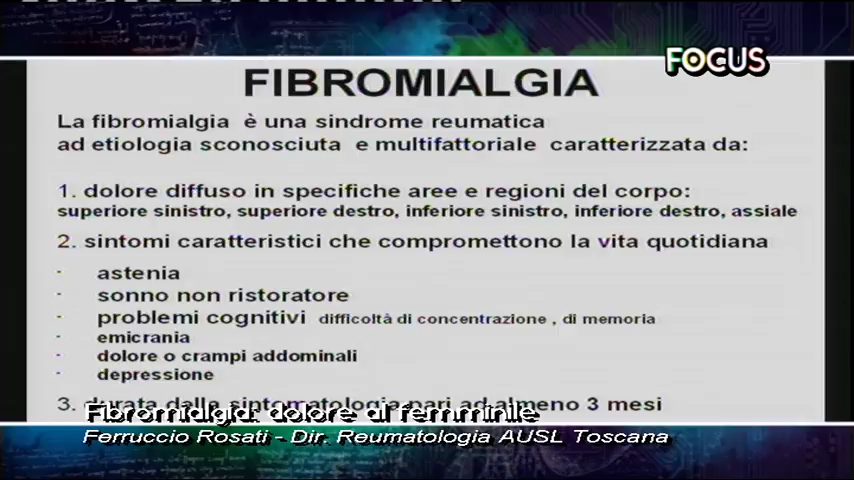 FOCUS
FIBROMIALGIA
La fibromialgia è una sindrome reumatica
ad etiologia sconosciuta e multifattoriale caratterizzata da:
1. dolore diffuso in specifiche aree e regioni del corpo:
superiore sinistro, superiore destro, inferiore sinistro, inferiore destro, assiale
2. sintomi caratteristici che compromettono la vita quotidiana
· astenia
· sonno non ristoratore
· problemi cognitivi difficoltà di concentrazione , di memoria
· emicrania
· dolore o crampi addominali
· depressione
3. durata dalla sintomatologia pari ad almeno 3 mesi
Fibromialgia: dolore al femminile
Ferruccio Rosati - Dir. Reumatologia AUSL Toscana